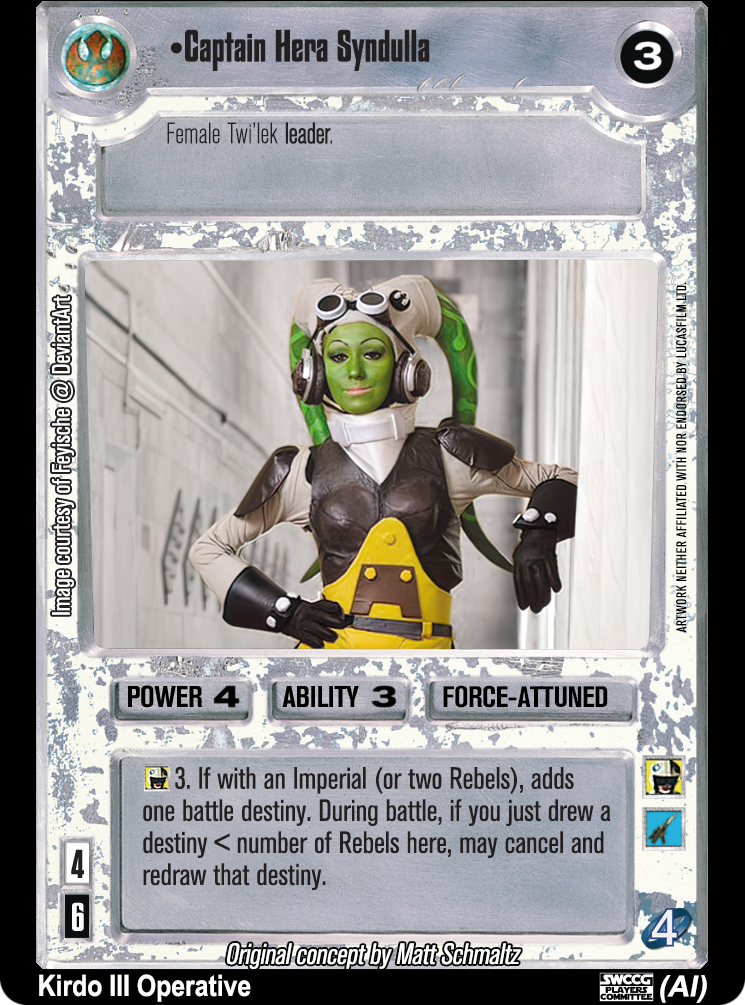 •Captain Hera Syndulla
3
Female Twi'lek leader.
Image courtesy of Feyische @ DeviantArt
ARTWORK NEITHER AFFILIATED WITH NOR ENDORSED BY LUCASFILM LTD.
POWER 4
ABILITY 3
FORCE-ATTUNED
3. If with an Imperial (or two Rebels), adds
one battle destiny. During battle, if you just drew a
destiny < number of Rebels here, may cancel and
redraw that destiny.
4
6
4
Original concept by Matt Schmaltz
Kirdo III Operative
SWCCG
PLAYERS
COMMITTEE
(AI)